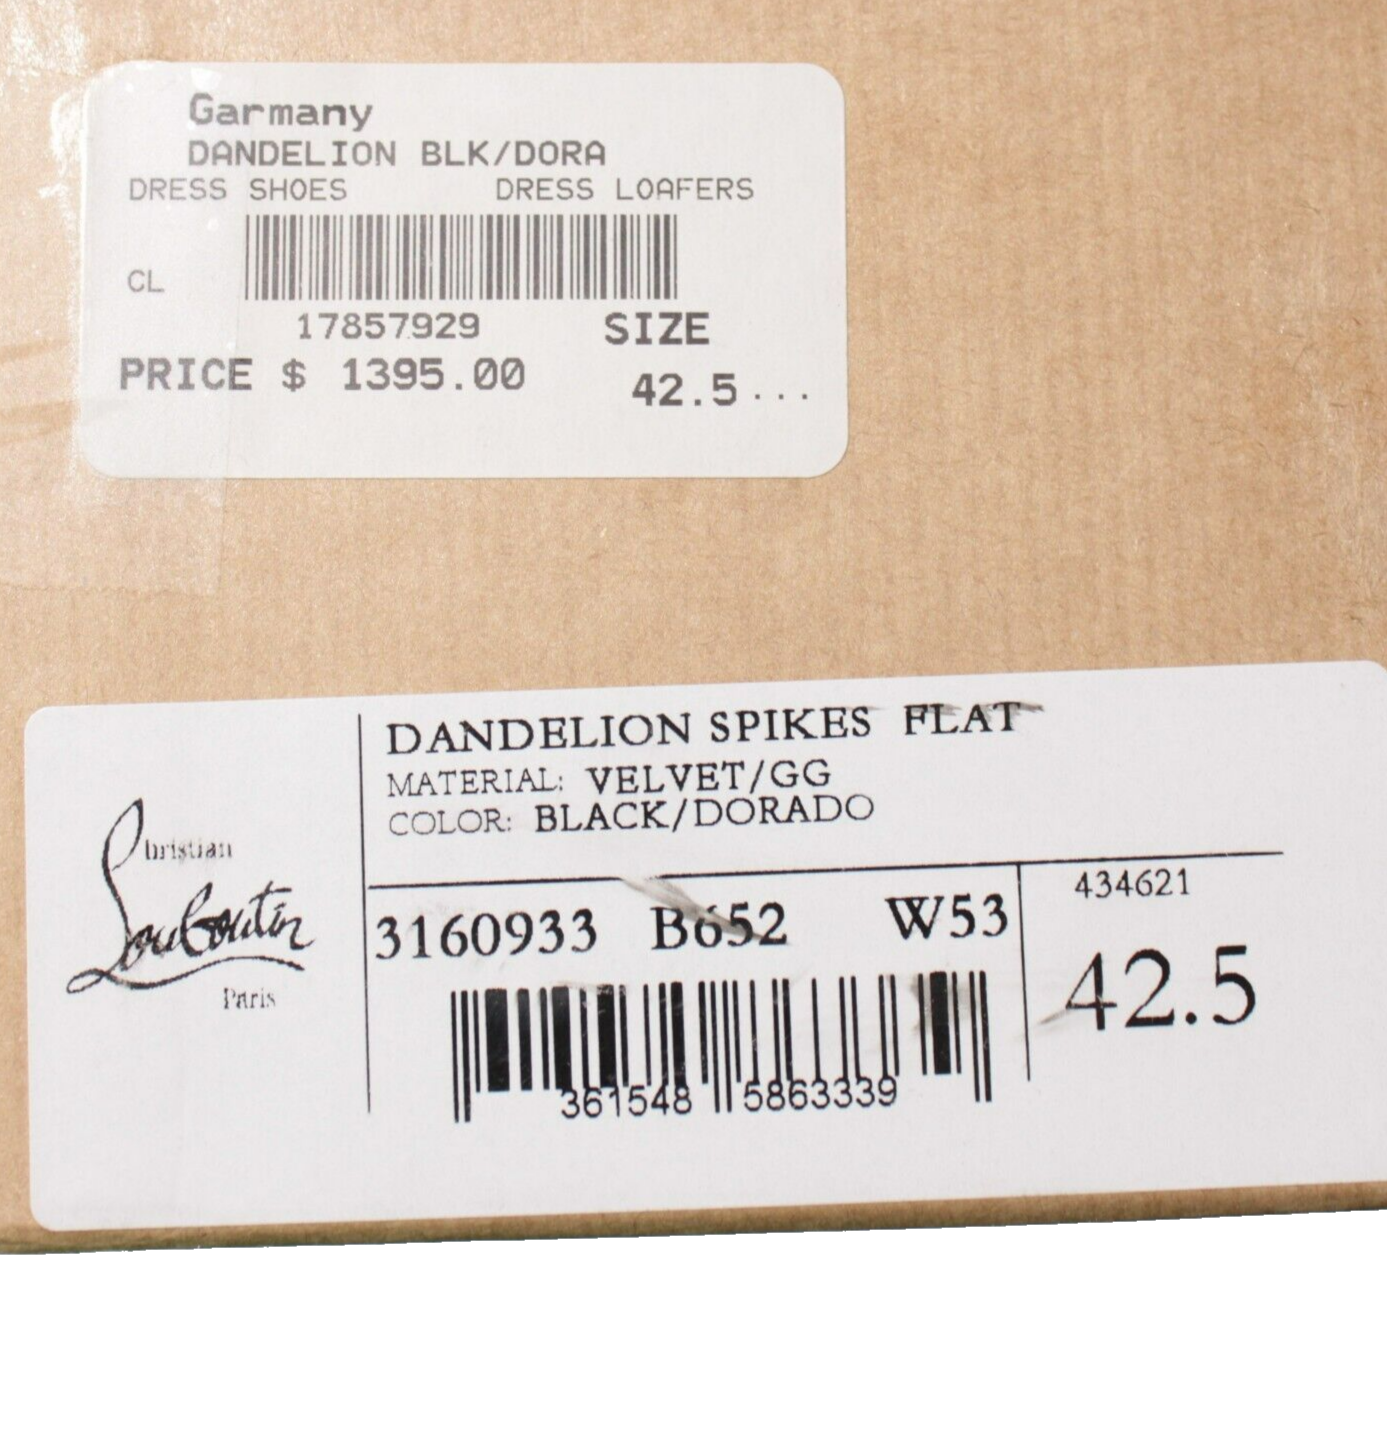 Garmany
DANDELION BLK/DORA
DRESS SHOES DRESS LOAFERS
CL
17857929 SIZE
PRICE $ 1395.00 42.5...
DANDELION SPIKES FLAT
MATERIAL: VELVET/GG
COLOR: BLACK/DORADO
Christian
Louboutin
Paris
3160933 B652 W53
434621
42.5
361548 5863339